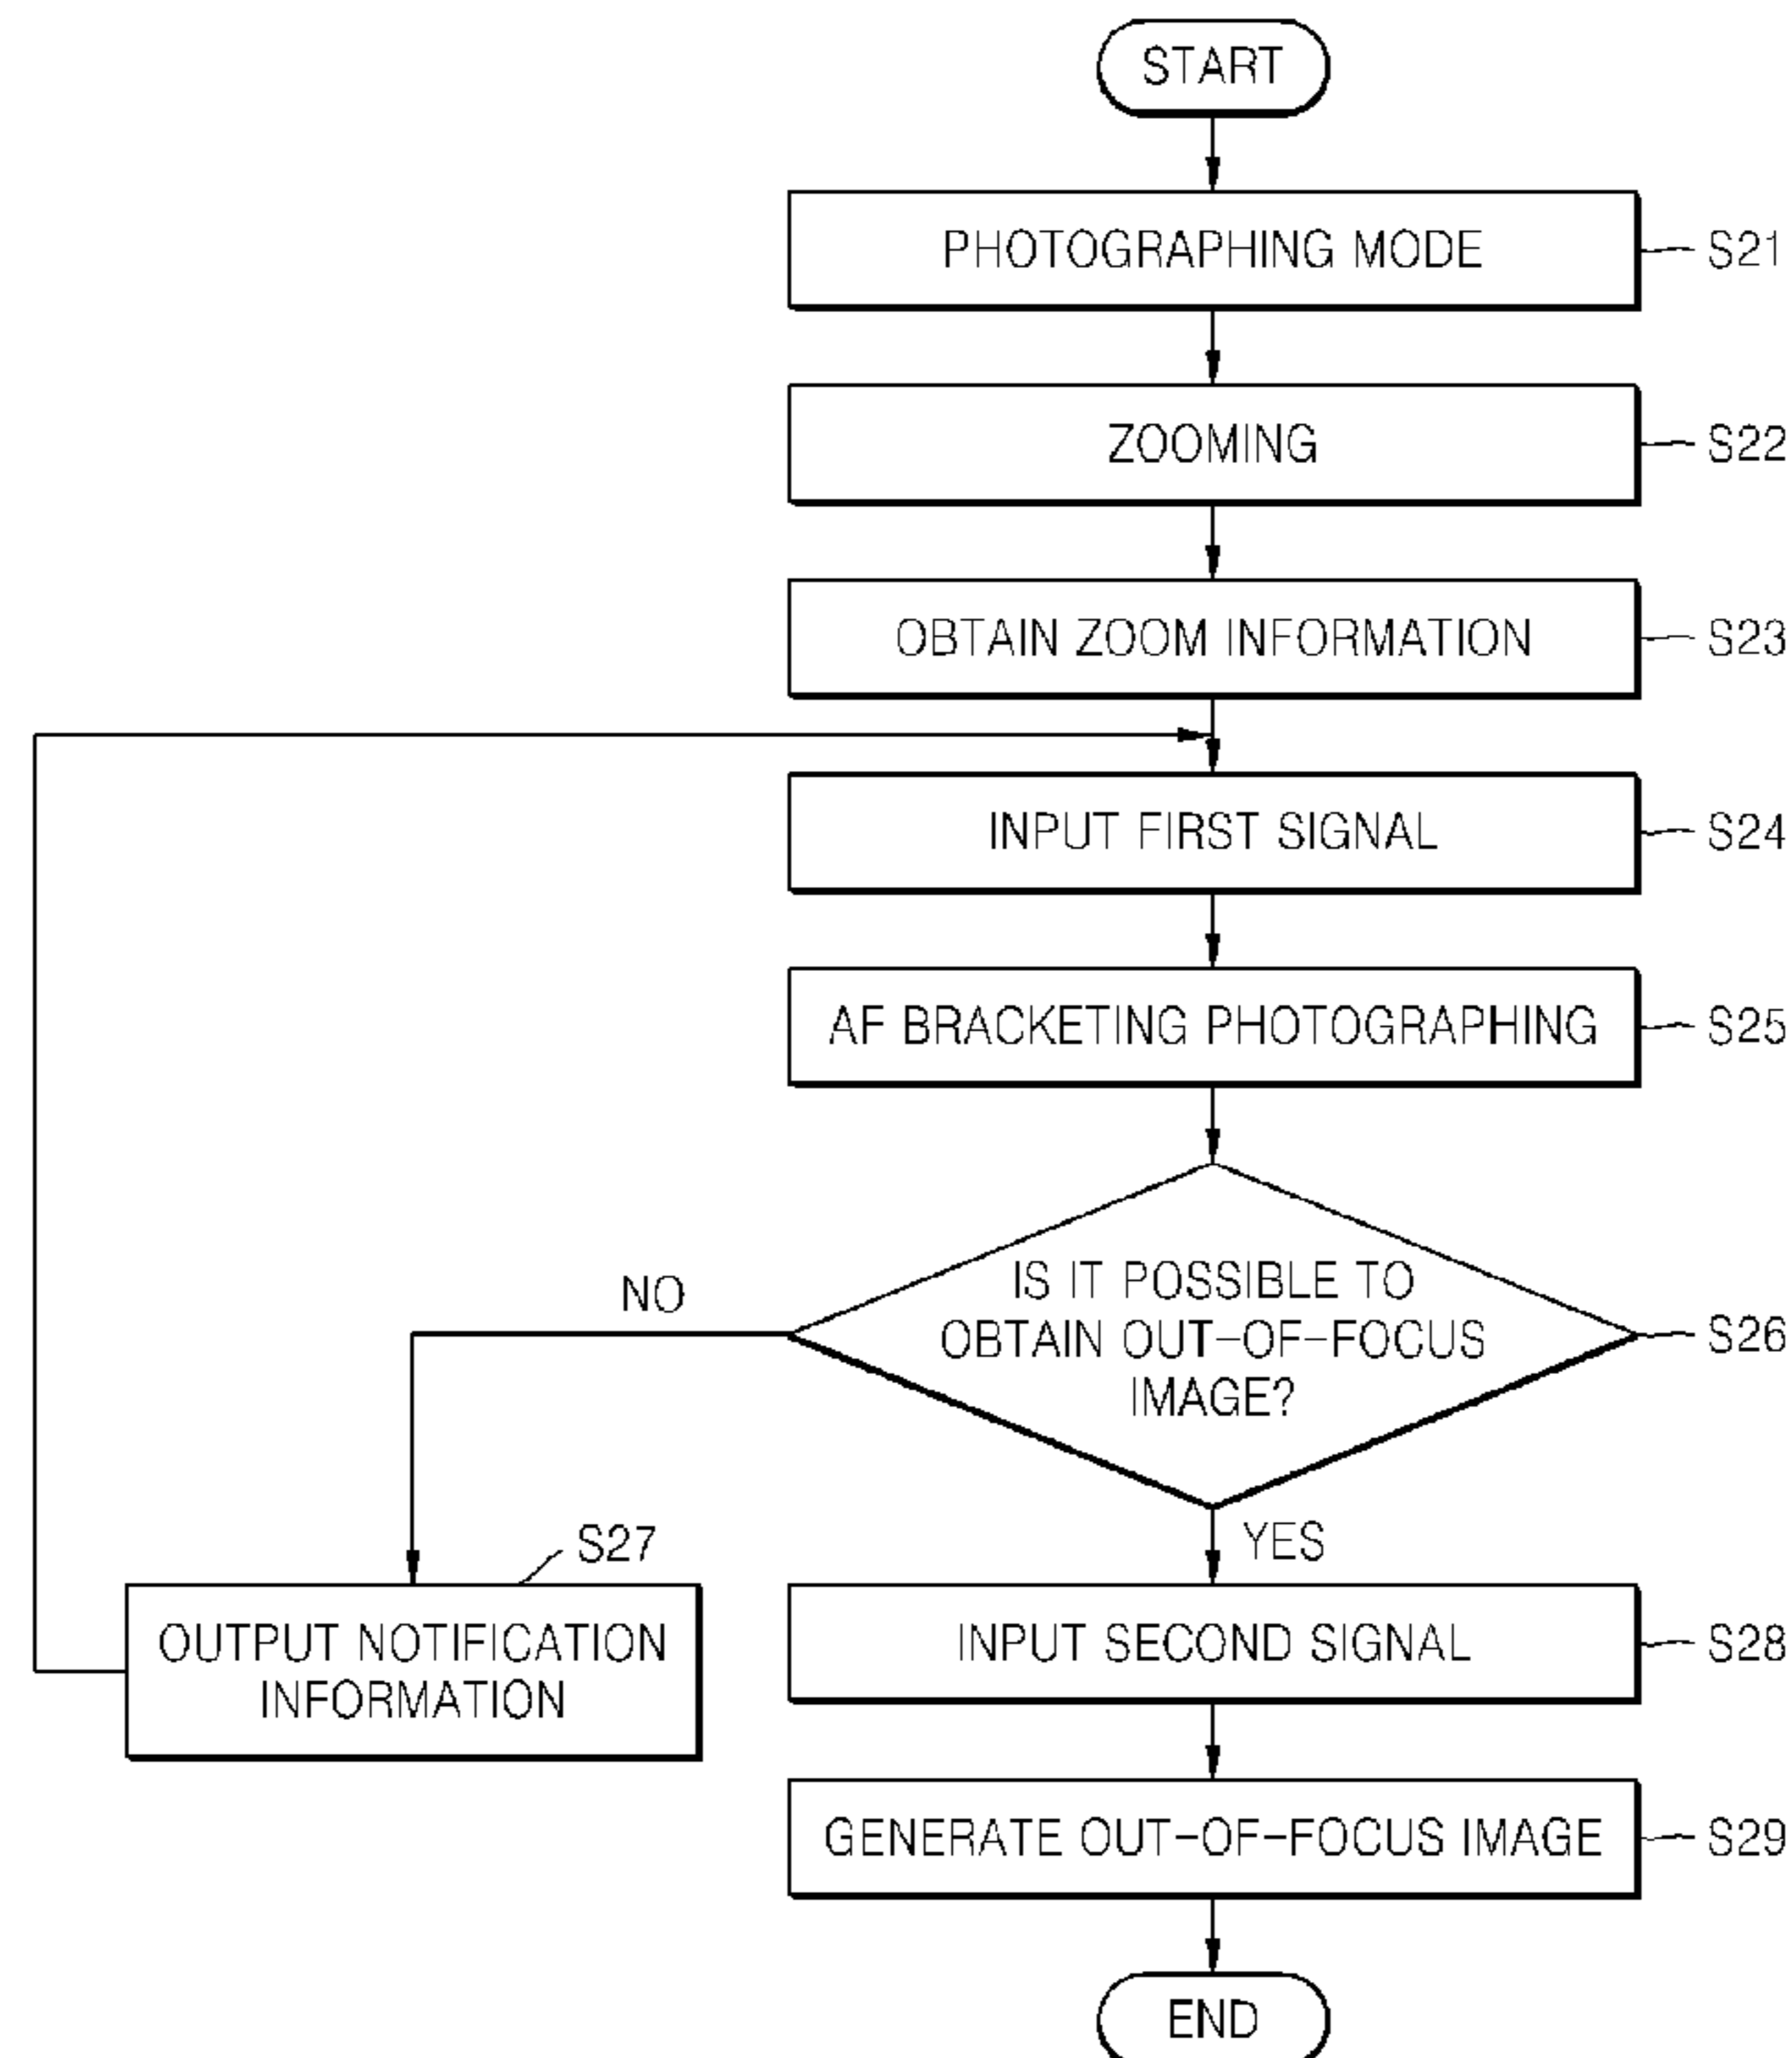 START
PHOTOGRAPHING MODE
S21
ZOOMING
S22
OBTAIN ZOOM INFORMATION
S23
INPUT FIRST SIGNAL
S24
AF BRACKETING PHOTOGRAPHING
S25
IS IT POSSIBLE TO
OBTAIN OUT-OF-FOCUS
IMAGE?
S26
NO
YES
S27
OUTPUT NOTIFICATION
INFORMATION
INPUT SECOND SIGNAL
S28
GENERATE OUT-OF-FOCUS IMAGE
S29
END